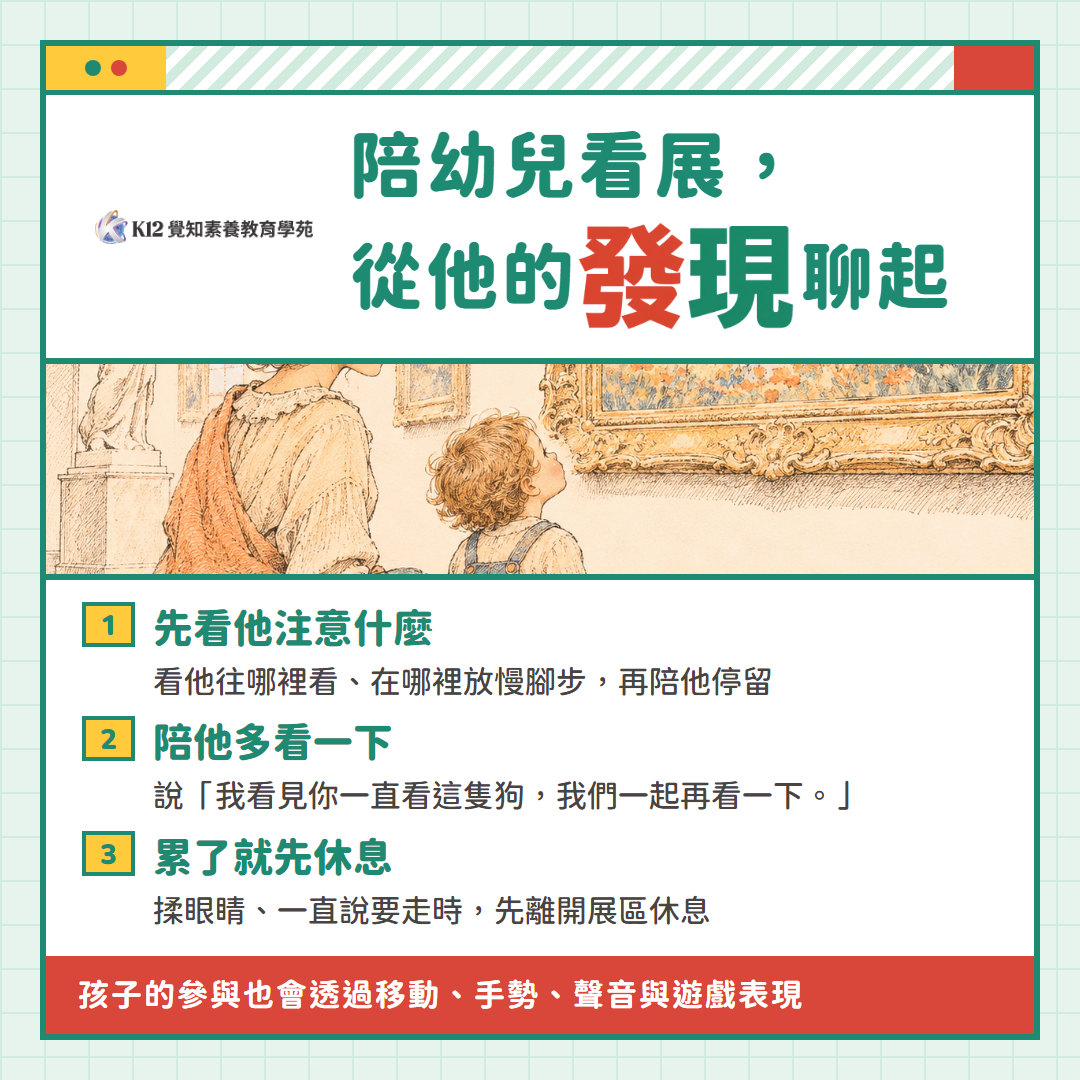 K12 覺知素養教育學苑
陪幼兒看展，
從他的發現聊起
1 先看他注意什麼
看他往哪裡看、在哪裡放慢腳步，再陪他停留
2 陪他多看一下
說「我看見你一直看這隻狗，我們一起再看一下。」
3 累了就先休息
揉眼睛、一直說要走時，先離開展區休息
孩子的參與也會透過移動、手勢、聲音與遊戲表現